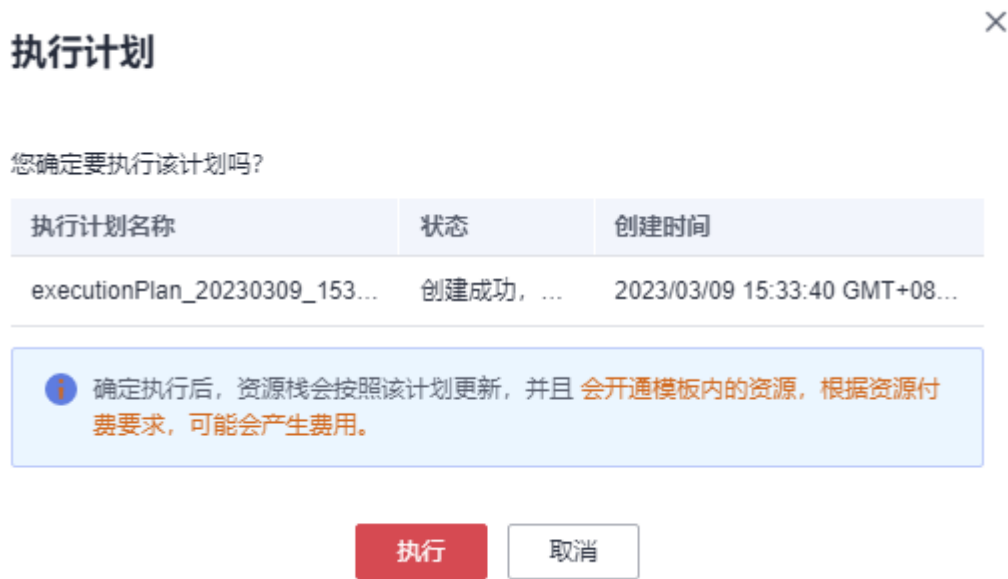 执行计划
您确定要执行该计划吗?
执行计划名称 状态 创建时间
executionPlan_20230309_153... 创建成功，... 2023/03/09 15:33:40 GMT+08...
确定执行后，资源栈会按照该计划更新，并且 会开通模板内的资源，根据资源付
费要求，可能会产生费用。
执行 取消